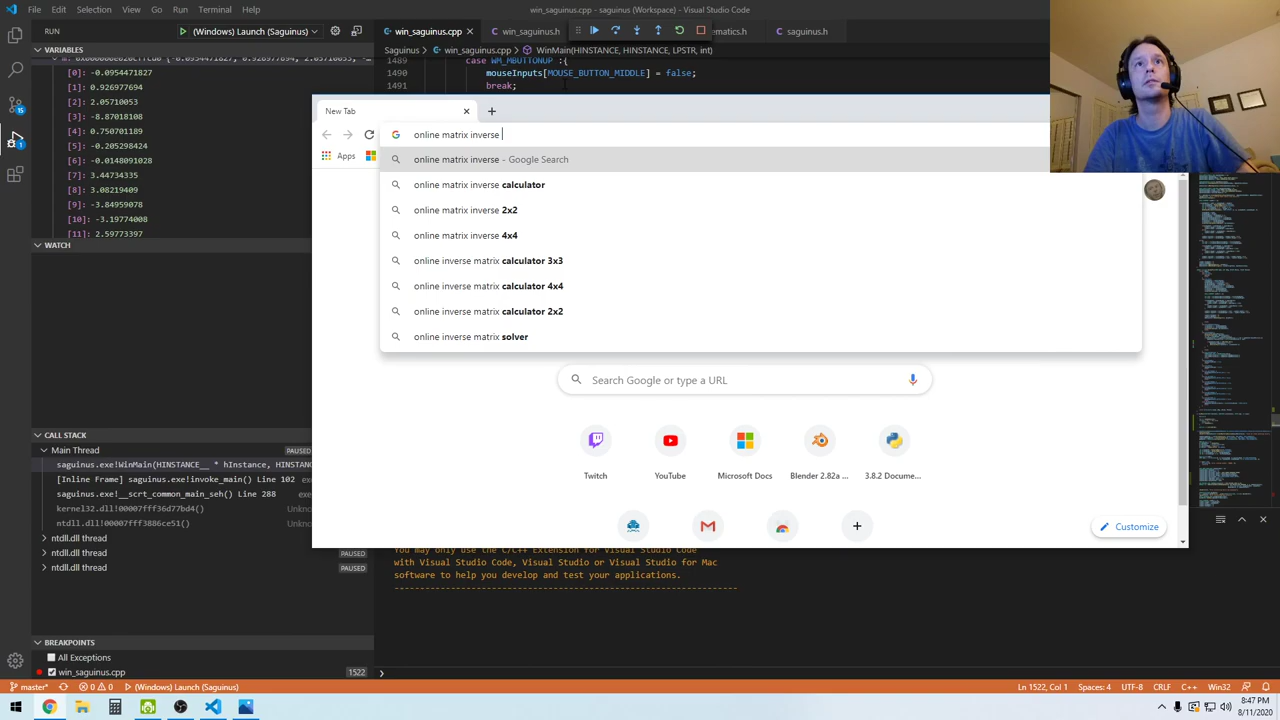 File Edit Selection View Go Run Terminal Help
win_saguinus.cpp - saguinus (Workspace) - Visual Studio Code
RUN
(Windows) Launch (Saguinus)
win_saguinus.cpp
win_saguinus.h
ematics.h
saguinus.h
VARIABLES
Saguinus > win_saguinus.cpp > WinMain(HINSTANCE, HINSTANCE, LPSTR, int)
[0]: -0.0954471827
[1]: 0.926977694
[2]: 2.05710053
[3]: -8.87018108
[4]: 0.750701189
[5]: -0.205298424
[6]: -0.0148091028
[7]: 3.44734335
[8]: 3.08219409
[9]: -3.84959078
[10]: -3.19774008
[11]: 2.59773397
1489 case WM_MBUTTONUP :{
1490 mouseInputs[MOUSE_BUTTON_MIDDLE] = false;
1491 break;
New Tab
online matrix inverse
Apps
online matrix inverse - Google Search
online matrix inverse calculator
online matrix inverse 2x2
online matrix inverse 4x4
online inverse matrix calculator 3x3
online inverse matrix calculator 4x4
online inverse matrix calculator 2x2
online inverse matrix solver
Search Google or type a URL
Twitch
YouTube
Microsoft Docs
Blender 2.82a ...
3.8.2 Docume...
Customize
WATCH
CALL STACK
Main Thread PAUSED
saguinus.exe!WinMain(HINSTANCE__ * hInstance, HINSTANC
[Inline Frame] saguinus.exe!invoke_main() Line 102
saguinus.exe!__scrt_common_main_seh() Line 288
kernel32.dll!00007fff36d77bd4()
ntdll.dll!00007fff3886ce51()
ntdll.dll thread
ntdll.dll thread PAUSED
ntdll.dll thread PAUSED
You may only use the C/C++ Extension for Visual Studio Code
with Visual Studio Code, Visual Studio or Visual Studio for Mac
software to help you develop and test your applications.
BREAKPOINTS
All Exceptions
win_saguinus.cpp 1522
master*
0 0
(Windows) Launch (Saguinus)
Ln 1522, Col 1 Spaces: 4 UTF-8 CRLF C++ Win32
8:47 PM
8/11/2020